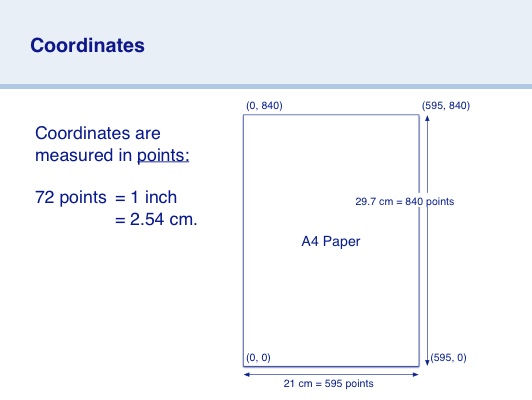 Coordinates
Coordinates are
measured in points:
72 points = 1 inch
= 2.54 cm.
(0, 840)
(595, 840)
29.7 cm = 840 points
A4 Paper
(0, 0)
(595, 0)
21 cm = 595 points